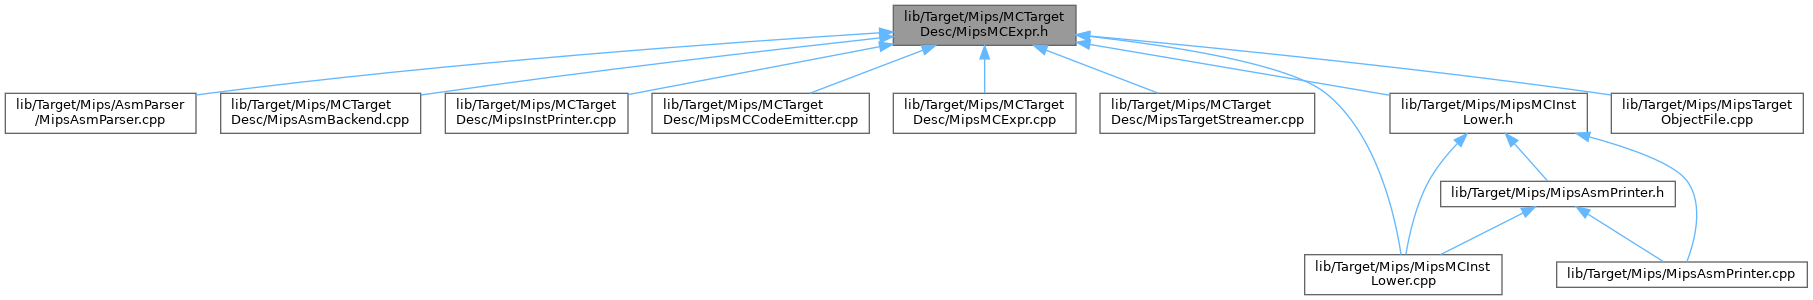 lib/Target/Mips/MCTarget
Desc/MipsMCExpr.h
lib/Target/Mips/AsmParser
/MipsAsmParser.cpp
lib/Target/Mips/MCTarget
Desc/MipsAsmBackend.cpp
lib/Target/Mips/MCTarget
Desc/MipsInstPrinter.cpp
lib/Target/Mips/MCTarget
Desc/MipsMCCodeEmitter.cpp
lib/Target/Mips/MCTarget
Desc/MipsMCExpr.cpp
lib/Target/Mips/MCTarget
Desc/MipsTargetStreamer.cpp
lib/Target/Mips/MipsMCInst
Lower.h
lib/Target/Mips/MipsTarget
ObjectFile.cpp
lib/Target/Mips/MipsAsmPrinter.h
lib/Target/Mips/MipsMCInst
Lower.cpp
lib/Target/Mips/MipsAsmPrinter.cpp